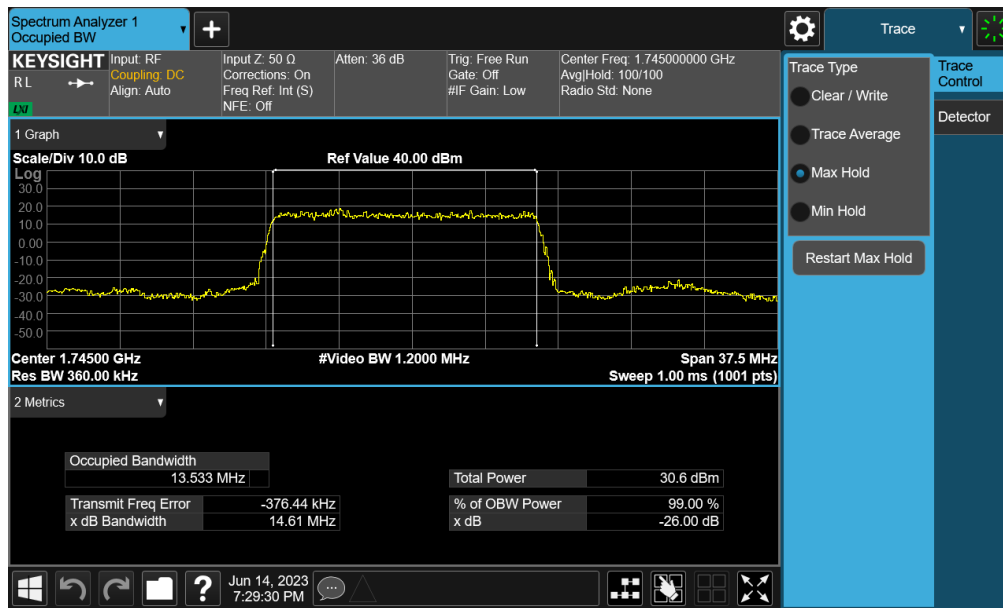 Spectrum Analyzer 1
Occupied BW
Trace
KEYSIGHT
R L
LXI
Input: RF
Coupling: DC
Align: Auto
Input Z: 50 Ω
Corrections: On
Freq Ref: Int (S)
NFE: Off
Atten: 36 dB
Trig: Free Run
Gate: Off
#IF Gain: Low
Center Freq: 1.745000000 GHz
Avg|Hold: 100/100
Radio Std: None
Trace Type
Clear / Write
Trace Average
Max Hold
Min Hold
Restart Max Hold
Trace
Control
Detector
1 Graph
Scale/Div 10.0 dB
Ref Value 40.00 dBm
Log
30.0
20.0
10.0
0.00
-10.0
-20.0
-30.0
-40.0
-50.0
Center 1.74500 GHz
#Video BW 1.2000 MHz
Span 37.5 MHz
Res BW 360.00 kHz
Sweep 1.00 ms (1001 pts)
2 Metrics
Occupied Bandwidth
13.533 MHz
Total Power 30.6 dBm
Transmit Freq Error -376.44 kHz
% of OBW Power 99.00 %
x dB Bandwidth 14.61 MHz
x dB -26.00 dB
?
Jun 14, 2023
7:29:30 PM